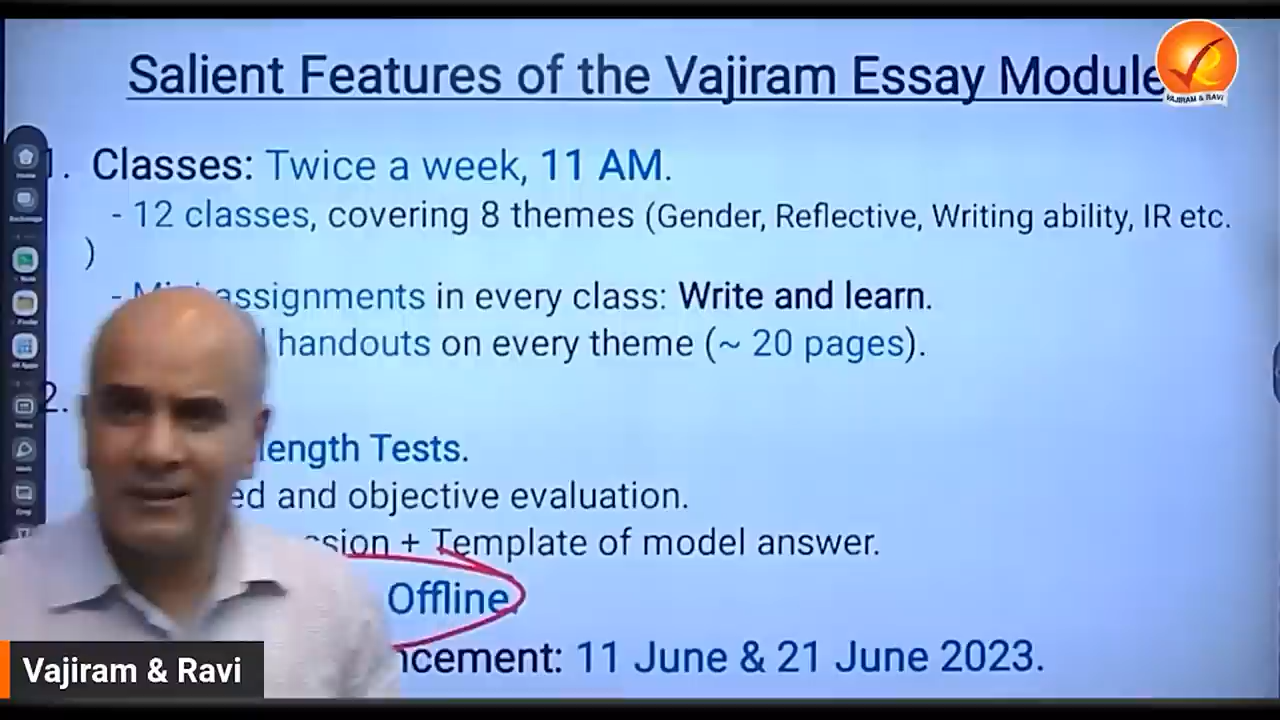 Salient Features of the Vajiram Essay Module
VAJIRAM & RAVI
1. Classes: Twice a week, 11 AM.
- 12 classes, covering 8 themes (Gender, Reflective, Writing ability, IR etc.
)
- assignments in every class: Write and learn.
handouts on every theme (~ 20 pages).
2.
length Tests.
and objective evaluation.
+ Template of model answer.
Offline
11 June & 21 June 2023.
Vajiram & Ravi